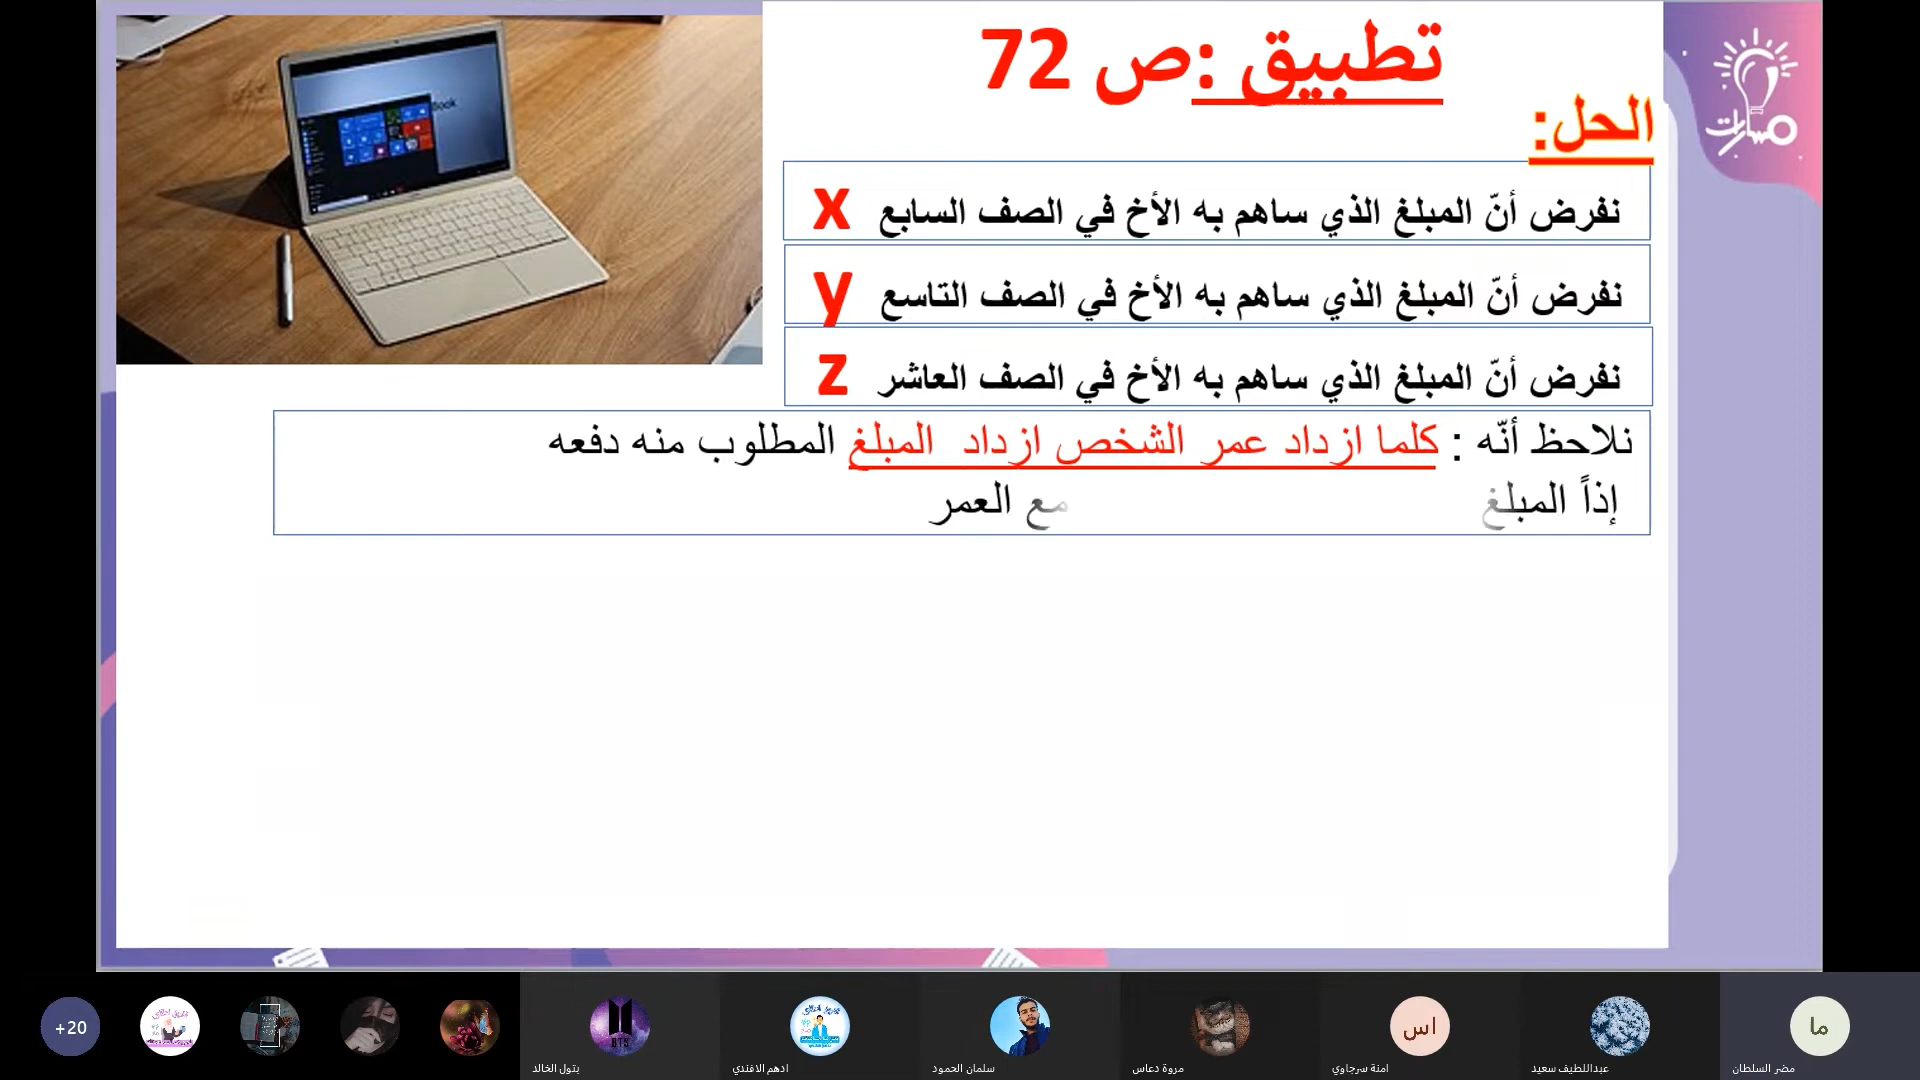 تطبيق :ص 72
الحل:
مسارات
نفرض أنّ المبلغ الذي ساهم به الأخ في الصف السابع x
نفرض أنّ المبلغ الذي ساهم به الأخ في الصف التاسع y
نفرض أنّ المبلغ الذي ساهم به الأخ في الصف العاشر z
نلاحظ أنّه : كلما ازداد عمر الشخص ازداد المبلغ المطلوب منه دفعه
إذاً المبلغ مع العمر
+20
BTS
اس
ما
بتول الخالد
ادهم الافندي
سلمان الحمود
مروة دعاس
امنة سرجاوي
عبداللطيف سعيد
مضر السلطان